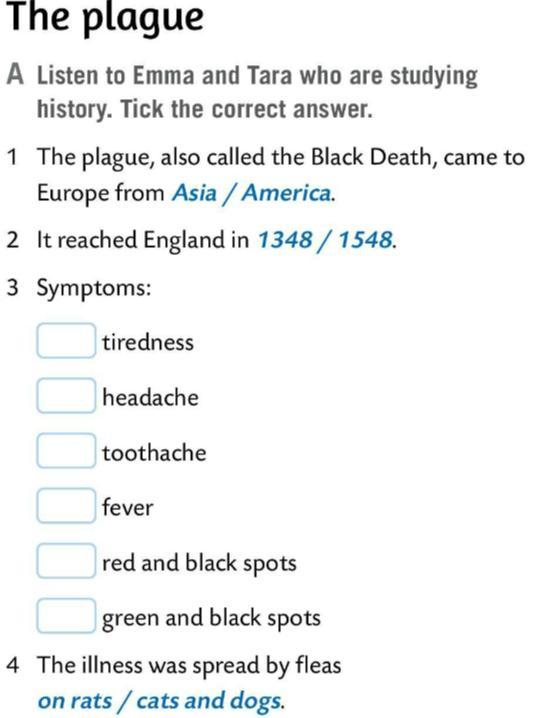 The plague
A Listen to Emma and Tara who are studying
history. Tick the correct answer.
1 The plague, also called the Black Death, came to
Europe from Asia / America.
2 It reached England in 1348 / 1548.
3 Symptoms:
tiredness
headache
toothache
fever
red and black spots
green and black spots
4 The illness was spread by fleas
on rats / cats and dogs.